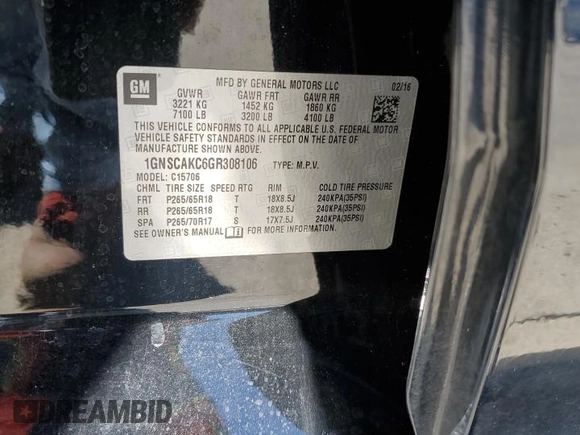 GM
MFD BY GENERAL MOTORS LLC
02/16
GVWR GAWR FRT GAWR RR
3221 KG 1452 KG 1860 KG
7100 LB 3200 LB 4100 LB
THIS VEHICLE CONFORMS TO ALL APPLICABLE U.S. FEDERAL MOTOR
VEHICLE SAFETY STANDARDS IN EFFECT ON THE DATE OF
MANUFACTURE SHOWN ABOVE.
1GNSCAKC6GR308106 TYPE: M.P.V.
MODEL: C15706
CHML TIRE SIZE SPEED RTG RIM COLD TIRE PRESSURE
FRT P265/65R18 T 18X8.5J 240KPA(35PSI)
RR P265/65R18 T 18X8.5J 240KPA(35PSI)
SPA P265/70R17 S 17X7.5J 240KPA(35PSI)
SEE OWNER'S MANUAL i FOR MORE INFORMATION.
DREAMBID